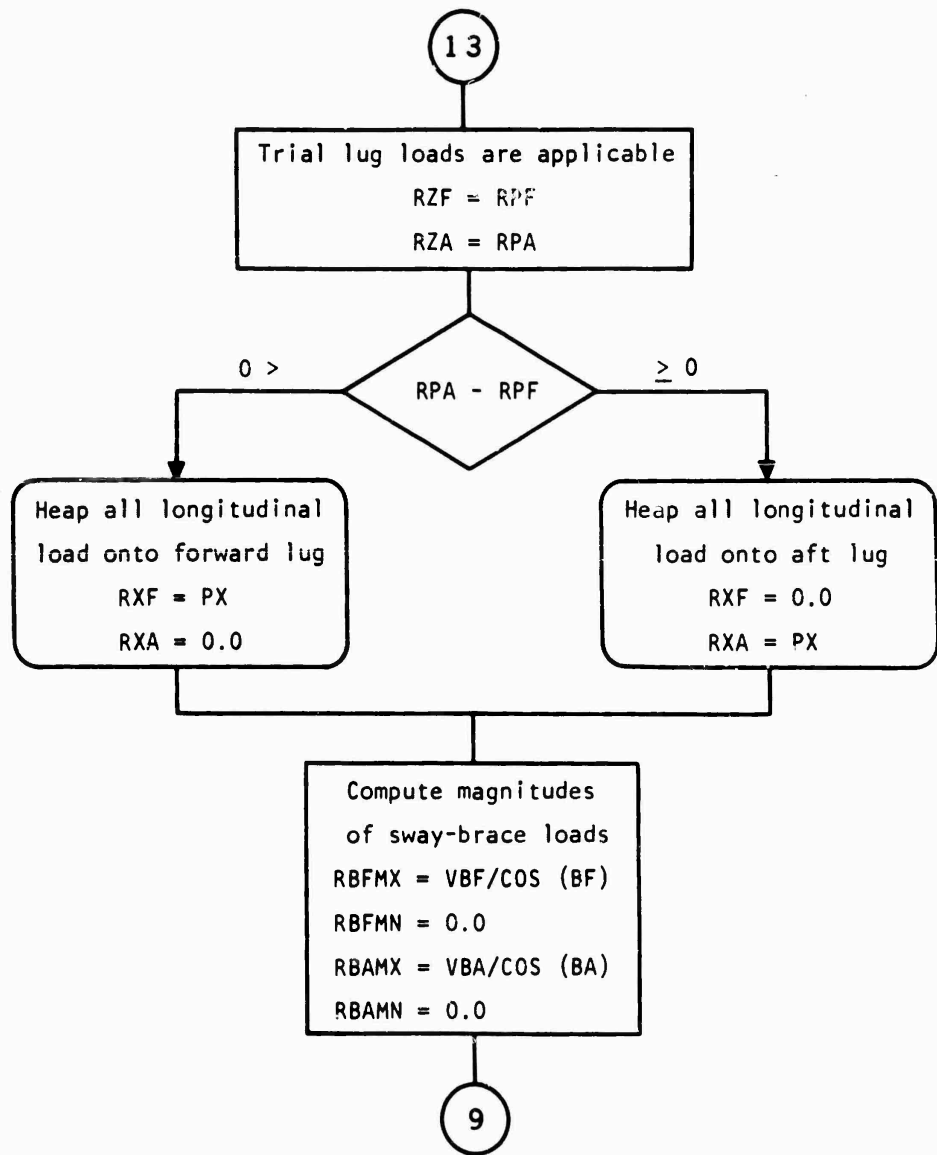 13
Trial lug loads are applicable
RZF = RPF
RZA = RPA
0 >
RPA - RPF
≥ 0
Heap all longitudinal
load onto forward lug
RXF = PX
RXA = 0.0
Heap all longitudinal
load onto aft lug
RXF = 0.0
RXA = PX
Compute magnitudes
of sway-brace loads
RBFMX = VBF/COS (BF)
RBFMN = 0.0
RBAMX = VBA/COS (BA)
RBAMN = 0.0
9